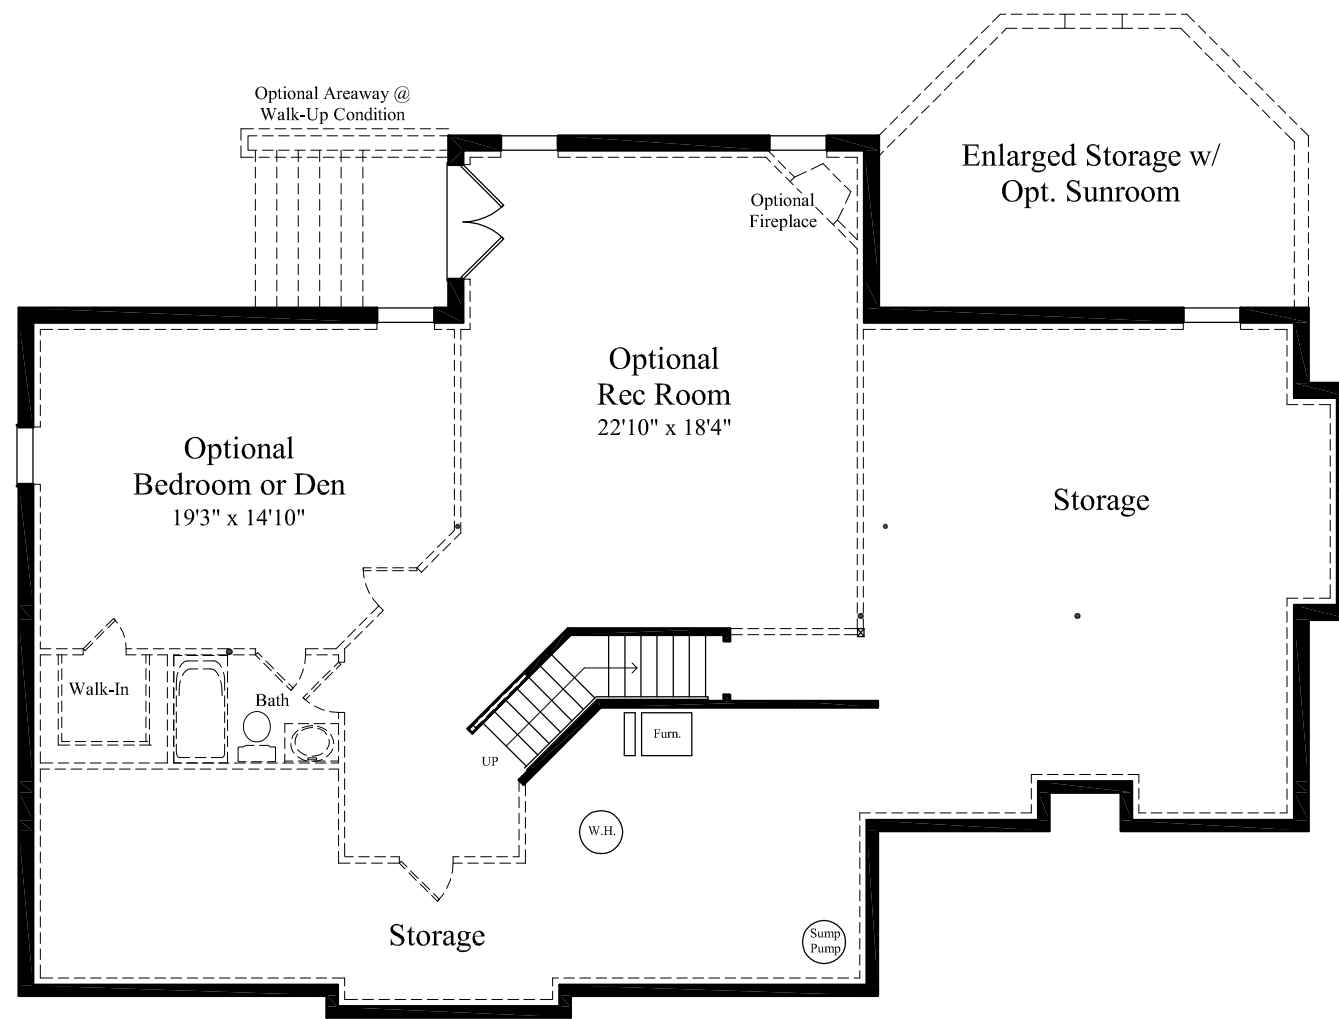 Optional Areaway @
Walk-Up Condition
Enlarged Storage w/
Opt. Sunroom
Optional
Fireplace
Optional
Rec Room
22'10" x 18'4"
Optional
Bedroom or Den
19'3" x 14'10"
Storage
Walk-In
Bath
UP
Furn.
W.H.
Storage
Sump
Pump